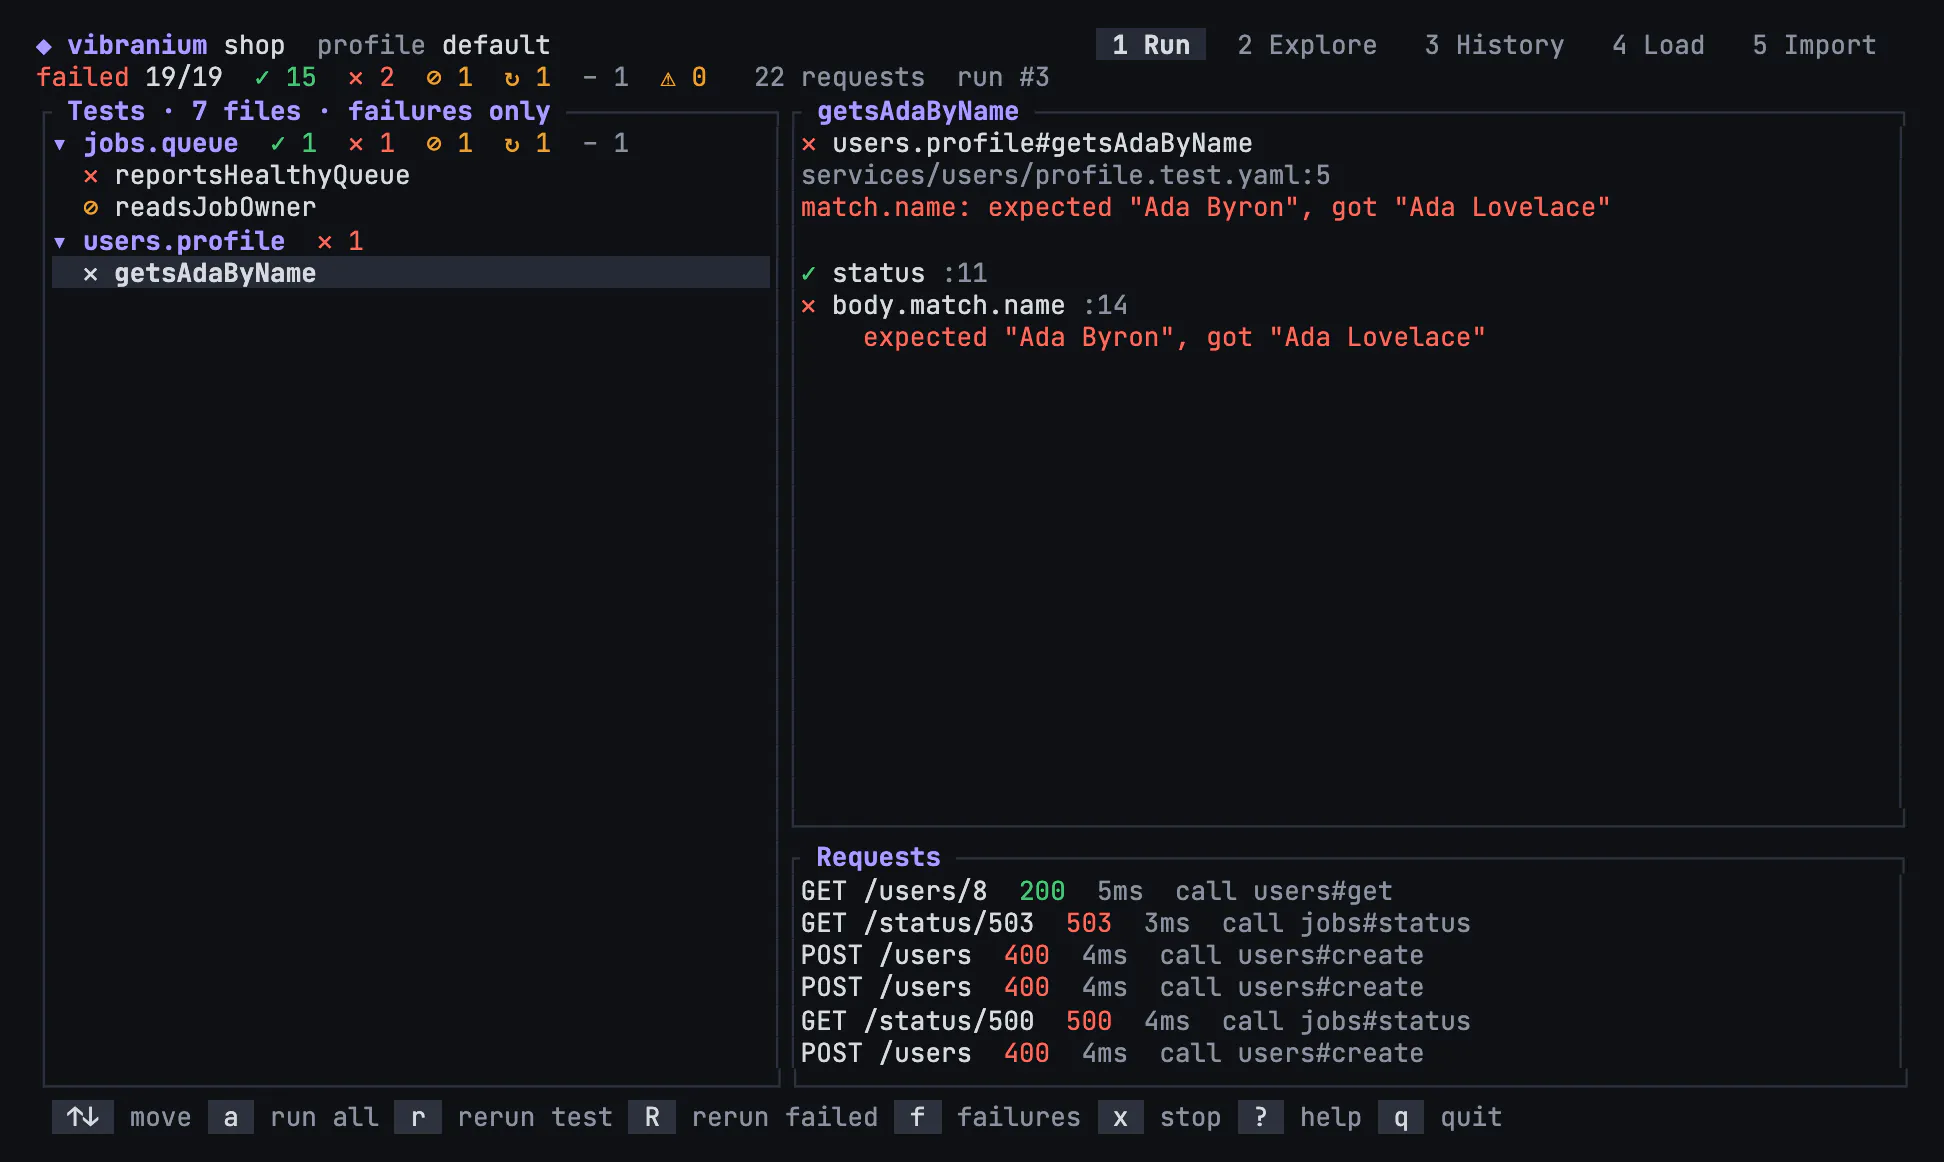 ◆ vibranium shop  profile default
1 Run  2 Explore  3 History  4 Load  5 Import
failed 19/19  ✓ 15  × 2  ⊘ 1  ↻ 1  − 1  ⚠ 0  22 requests  run #3
Tests · 7 files · failures only
▾ jobs.queue  ✓ 1  × 1  ⊘ 1  ↻ 1  − 1
× reportsHealthyQueue
⊘ readsJobOwner
▾ users.profile  × 1
× getsAdaByName
getsAdaByName
× users.profile#getsAdaByName
services/users/profile.test.yaml:5
match.name: expected "Ada Byron", got "Ada Lovelace"
✓ status :11
× body.match.name :14
expected "Ada Byron", got "Ada Lovelace"
Requests
GET /users/8  200  5ms  call users#get
GET /status/503  503  3ms  call jobs#status
POST /users  400  4ms  call users#create
POST /users  400  4ms  call users#create
GET /status/500  500  4ms  call jobs#status
POST /users  400  4ms  call users#create
↑↓ move  a run all  r rerun test  R rerun failed  f failures  x stop  ? help  q quit